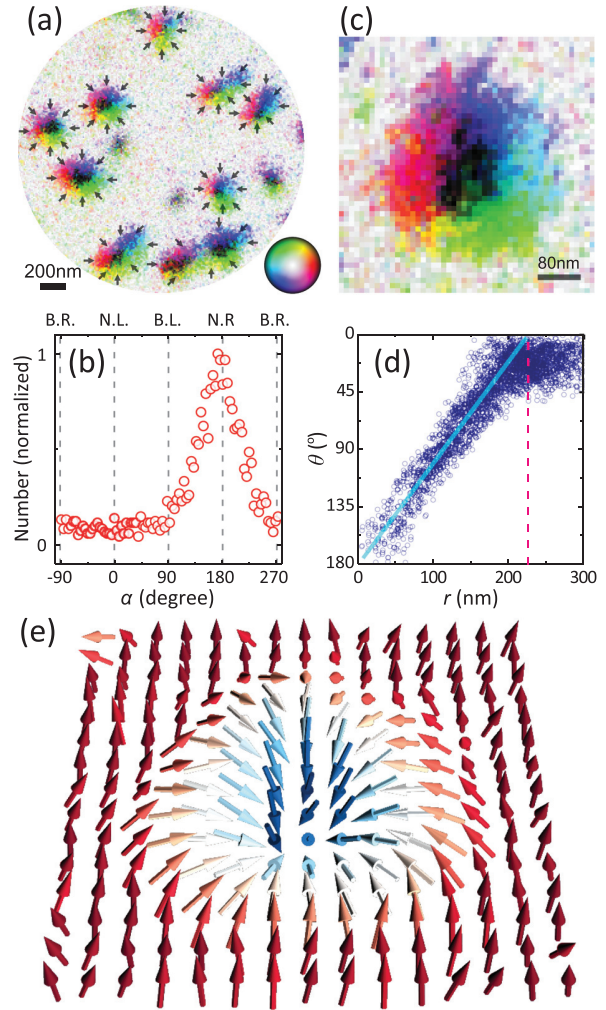 (a)
200nm
(c)
80nm
B.R. N.L. B.L. N.R B.R.
(b)
1
0
Number (normalized)
-90 0 90 180 270
α (degree)
(d)
0
45
90
135
180
θ (°)
0 100 200 300
r (nm)
(e)